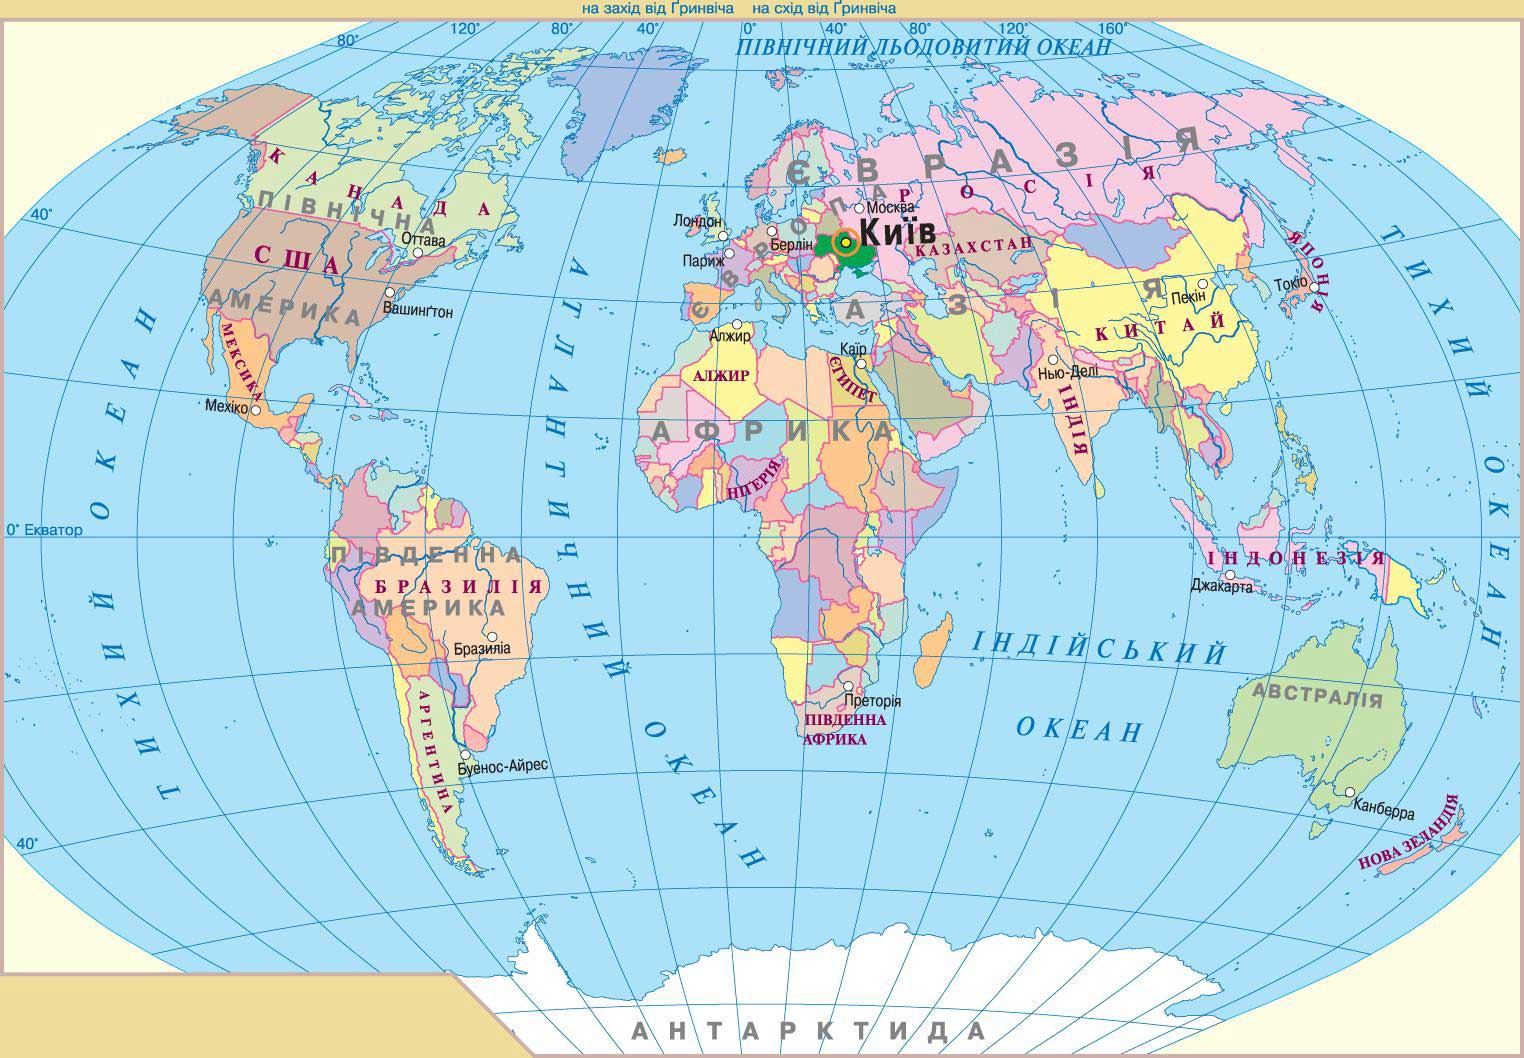 на захід від Ґринвіча на схід від Ґринвіча
80° 120° 80° 40° 0° 40° 80° 120° 160°
ПІВНІЧНИЙ ЛЬОДОВИТИЙ ОКЕАН
ЄВРАЗІЯ
КАНАДА
РОСІЯ
ПІВНІЧНА
АМЕРИКА
40°
ЄВРОПА
Москва
Лондон
Київ
Берлін
Оттава
США
Париж
КАЗАХСТАН
ЯПОНІЯ
ТИХИЙ ОКЕАН
АТЛАНТИЧНИЙ ОКЕАН
АЗІЯ
Пекін
Токіо
Вашинґтон
КИТАЙ
МЕКСИКА
Алжир
Каїр
АЛЖИР
ЄГИПЕТ
Нью-Делі
ІНДІЯ
Мехіко
АФРИКА
НІГЕРІЯ
ТИХИЙ ОКЕАН
0° Екватор
ПІВДЕННА
АМЕРИКА
БРАЗИЛІЯ
ІНДОНЕЗІЯ
Джакарта
Бразиліа
ІНДІЙСЬКИЙ
ОКЕАН
АВСТРАЛІЯ
Преторія
ПІВДЕННА
АФРИКА
АРГЕНТИНА
Буенос-Айрес
Канберра
НОВА ЗЕЛАНДІЯ
40°
АНТАРКТИДА